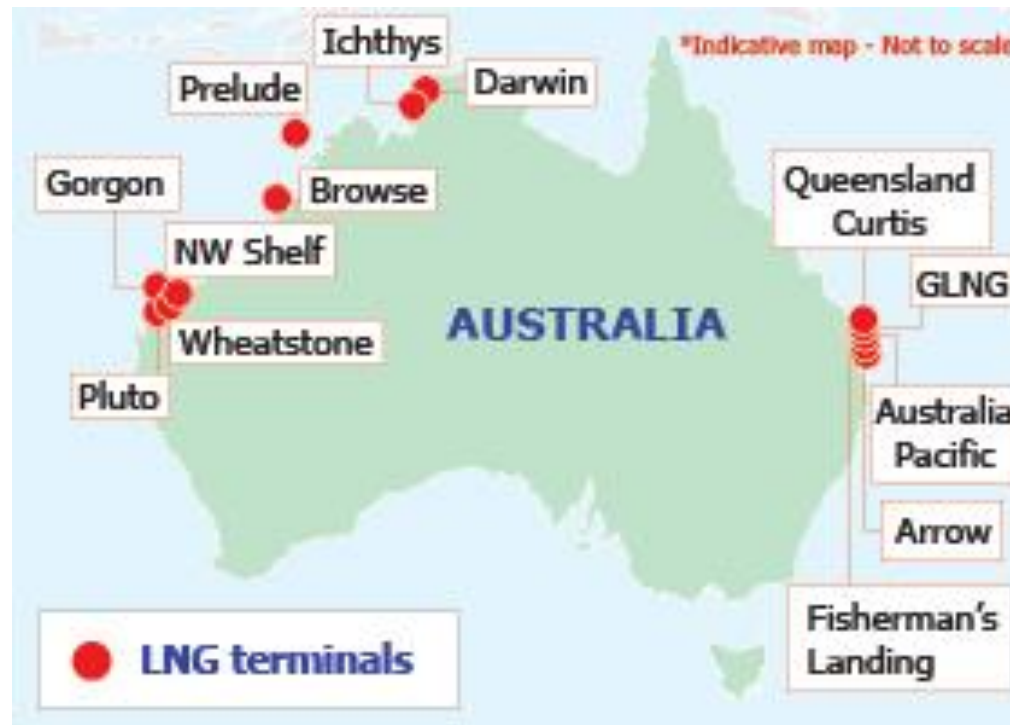 Ichthys
*Indicative map - Not to scale
Prelude
Darwin
Gorgon
Browse
Queensland
Curtis
NW Shelf
GLNG
AUSTRALIA
Wheatstone
Pluto
Australia
Pacific
Arrow
Fisherman's
Landing
LNG terminals